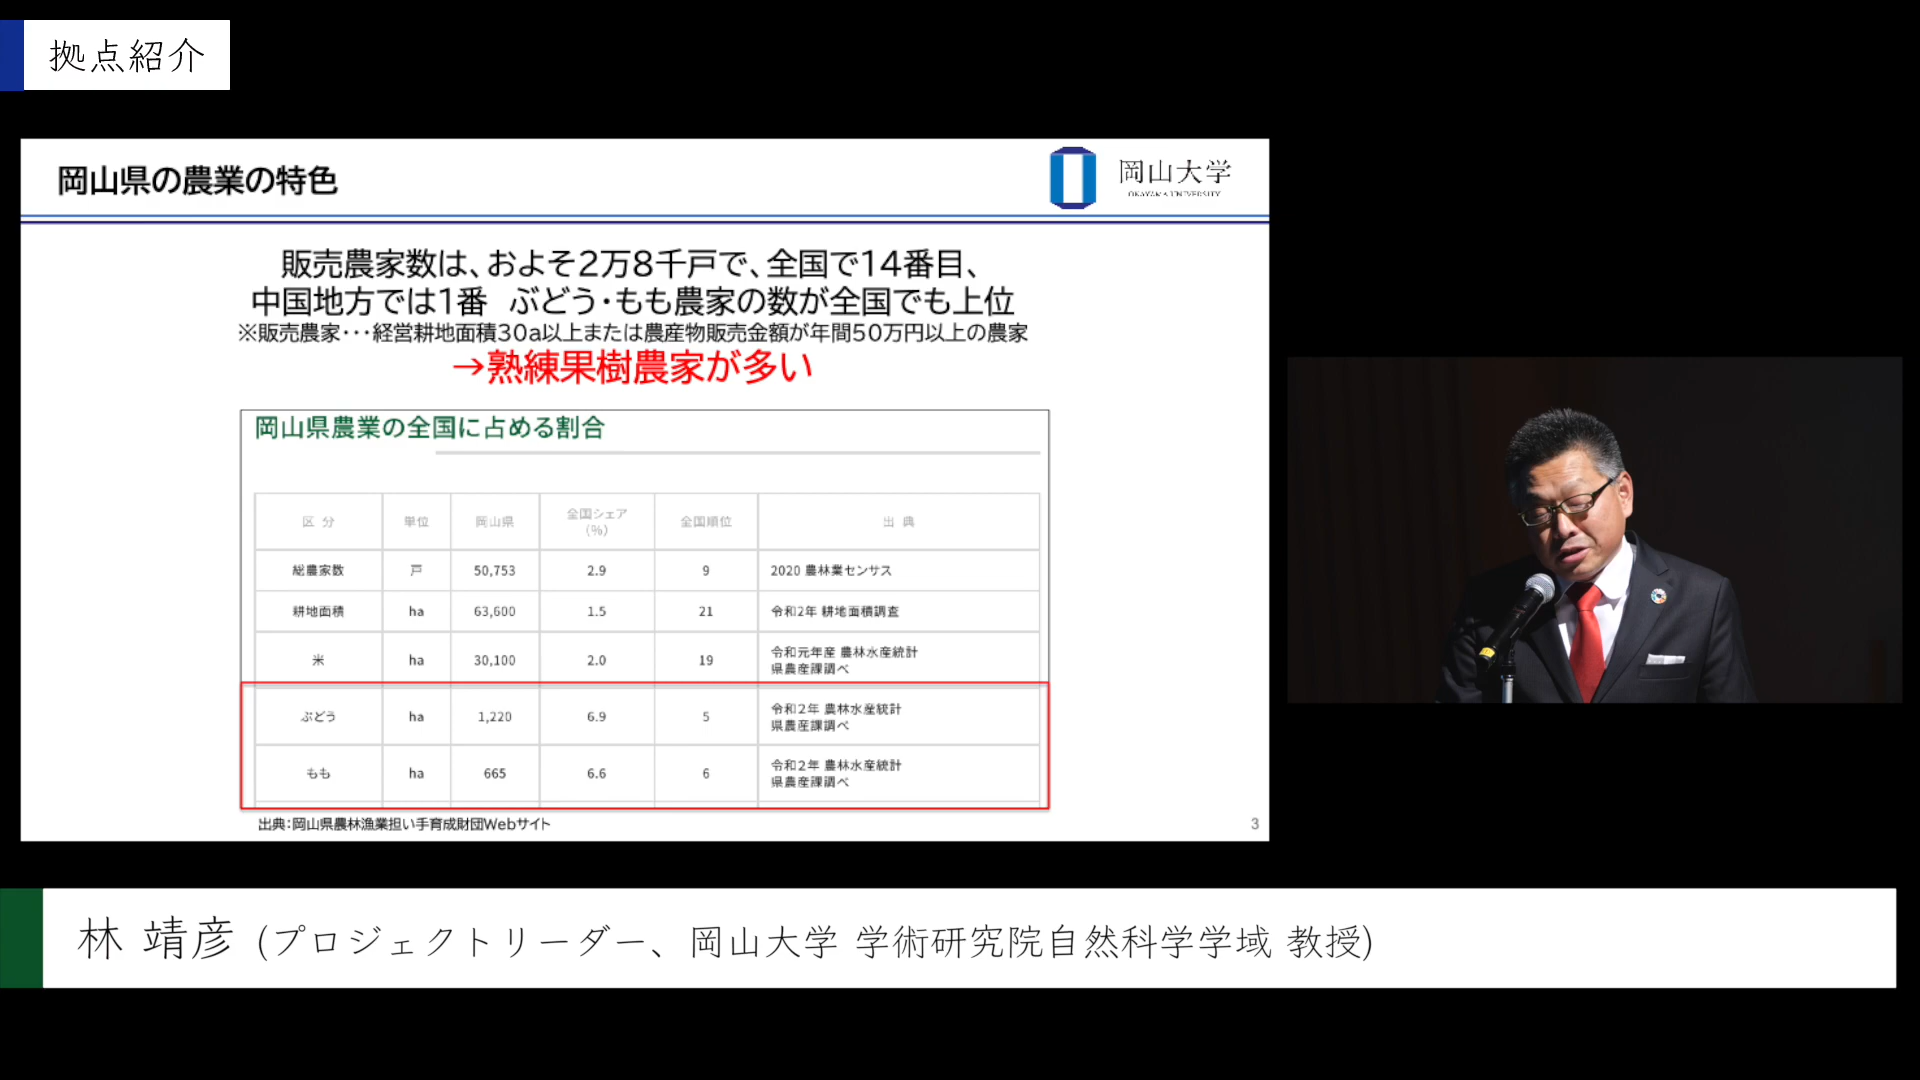 拠点紹介
岡山県の農業の特色
岡山大学
OKAYAMA UNIVERSITY
販売農家数は、およそ2万8千戸で、全国で14番目、
中国地方では1番　ぶどう・もも農家の数が全国でも上位
※販売農家･･･経営耕地面積30a以上または農産物販売金額が年間50万円以上の農家
→熟練果樹農家が多い
岡山県農業の全国に占める割合
区 分 単位 岡山県 全国シェア(%) 全国順位 出 典
総農家数 戸 50,753 2.9 9 2020 農林業センサス
耕地面積 ha 63,600 1.5 21 令和2年 耕地面積調査
米 ha 30,100 2.0 19 令和元年産 農林水産統計
県農産課調べ
ぶどう ha 1,220 6.9 5 令和2年 農林水産統計
県農産課調べ
もも ha 665 6.6 6 令和2年 農林水産統計
県農産課調べ
出典：岡山県農林漁業担い手育成財団Webサイト
3
林 靖彦 (プロジェクトリーダー、岡山大学 学術研究院自然科学学域 教授)